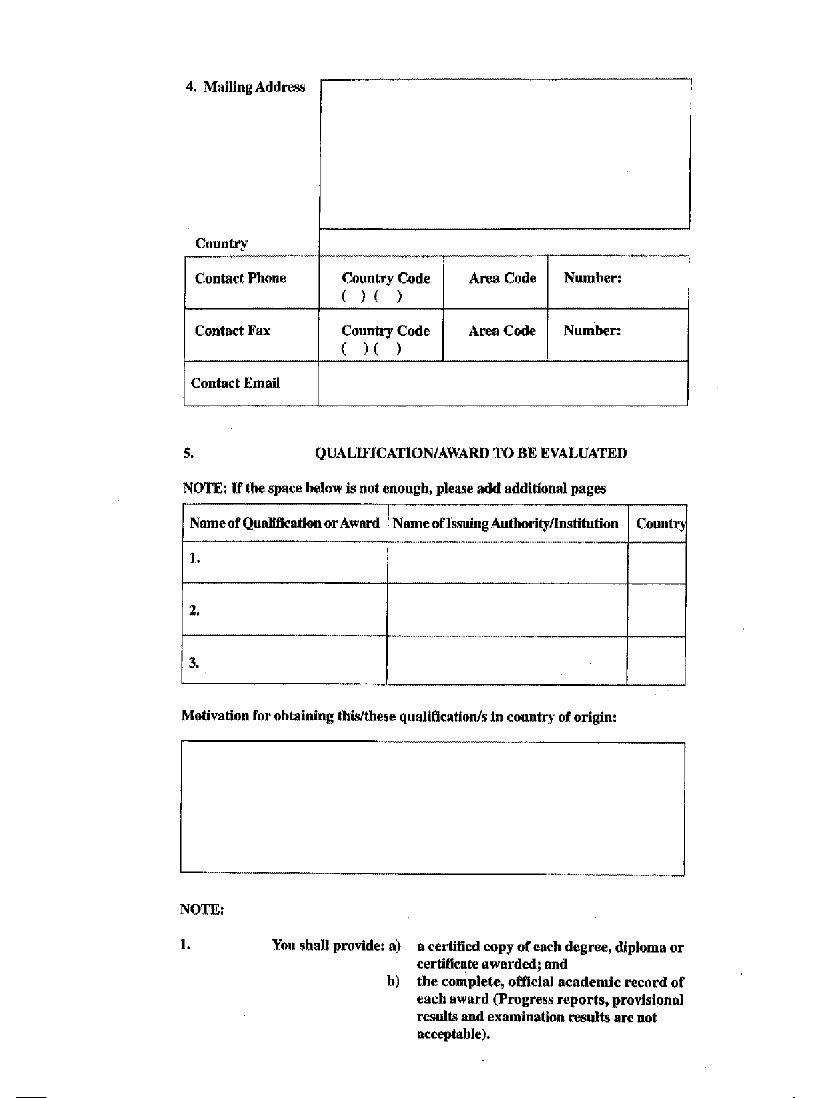 4. Mailing Address
Country
Contact Phone Country Code Area Code Number:
( ) ( )
Contact Fax Country Code Area Code Number:
( ) ( )
Contact Email
5. QUALIFICATION/AWARD TO BE EVALUATED
NOTE: If the space below is not enough, please add additional pages
Name of Qualification or Award Name of Issuing Authority/Institution Country
1.
2.
3.
Motivation for obtaining this/these qualification/s in country of origin:
NOTE:
1. You shall provide: a) a certified copy of each degree, diploma or
certificate awarded; and
b) the complete, official academic record of
each award (Progress reports, provisional
results and examination results are not
acceptable).